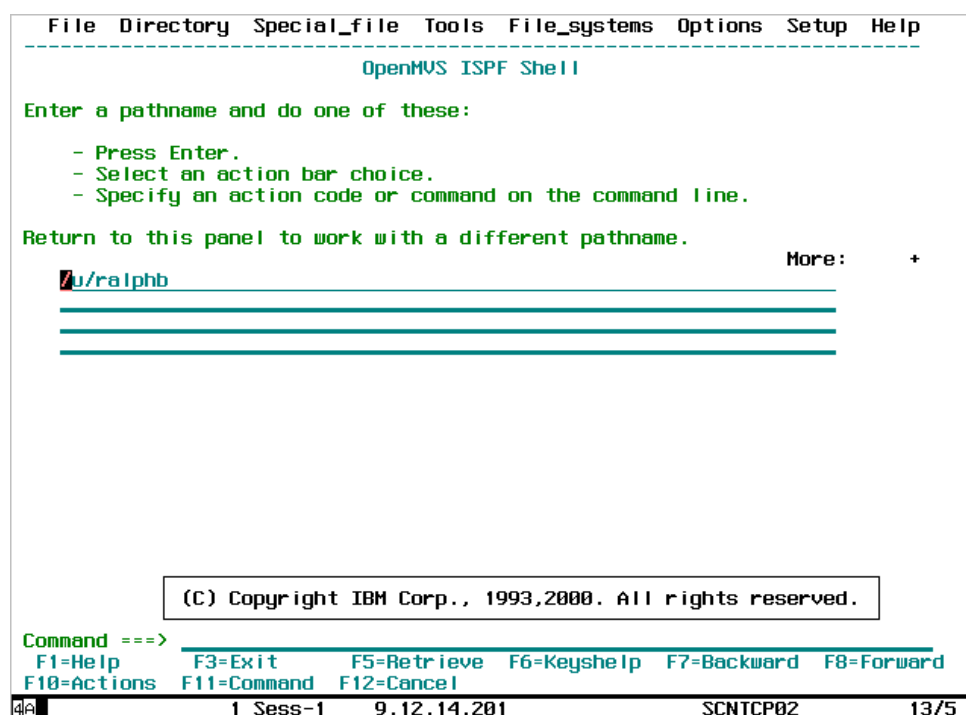 File Directory Special_file Tools File_systems Options Setup Help
OpenMVS ISPF Shell
Enter a pathname and do one of these:
- Press Enter.
- Select an action bar choice.
- Specify an action code or command on the command line.
Return to this panel to work with a different pathname.
More: +
/u/ralphb
(C) Copyright IBM Corp., 1993,2000. All rights reserved.
Command ===>
F1=Help F3=Exit F5=Retrieve F6=Keyshelp F7=Backward F8=Forward
F10=Actions F11=Command F12=Cancel
4A 1 Sess-1 9.12.14.201 SCNTCP02 13/5